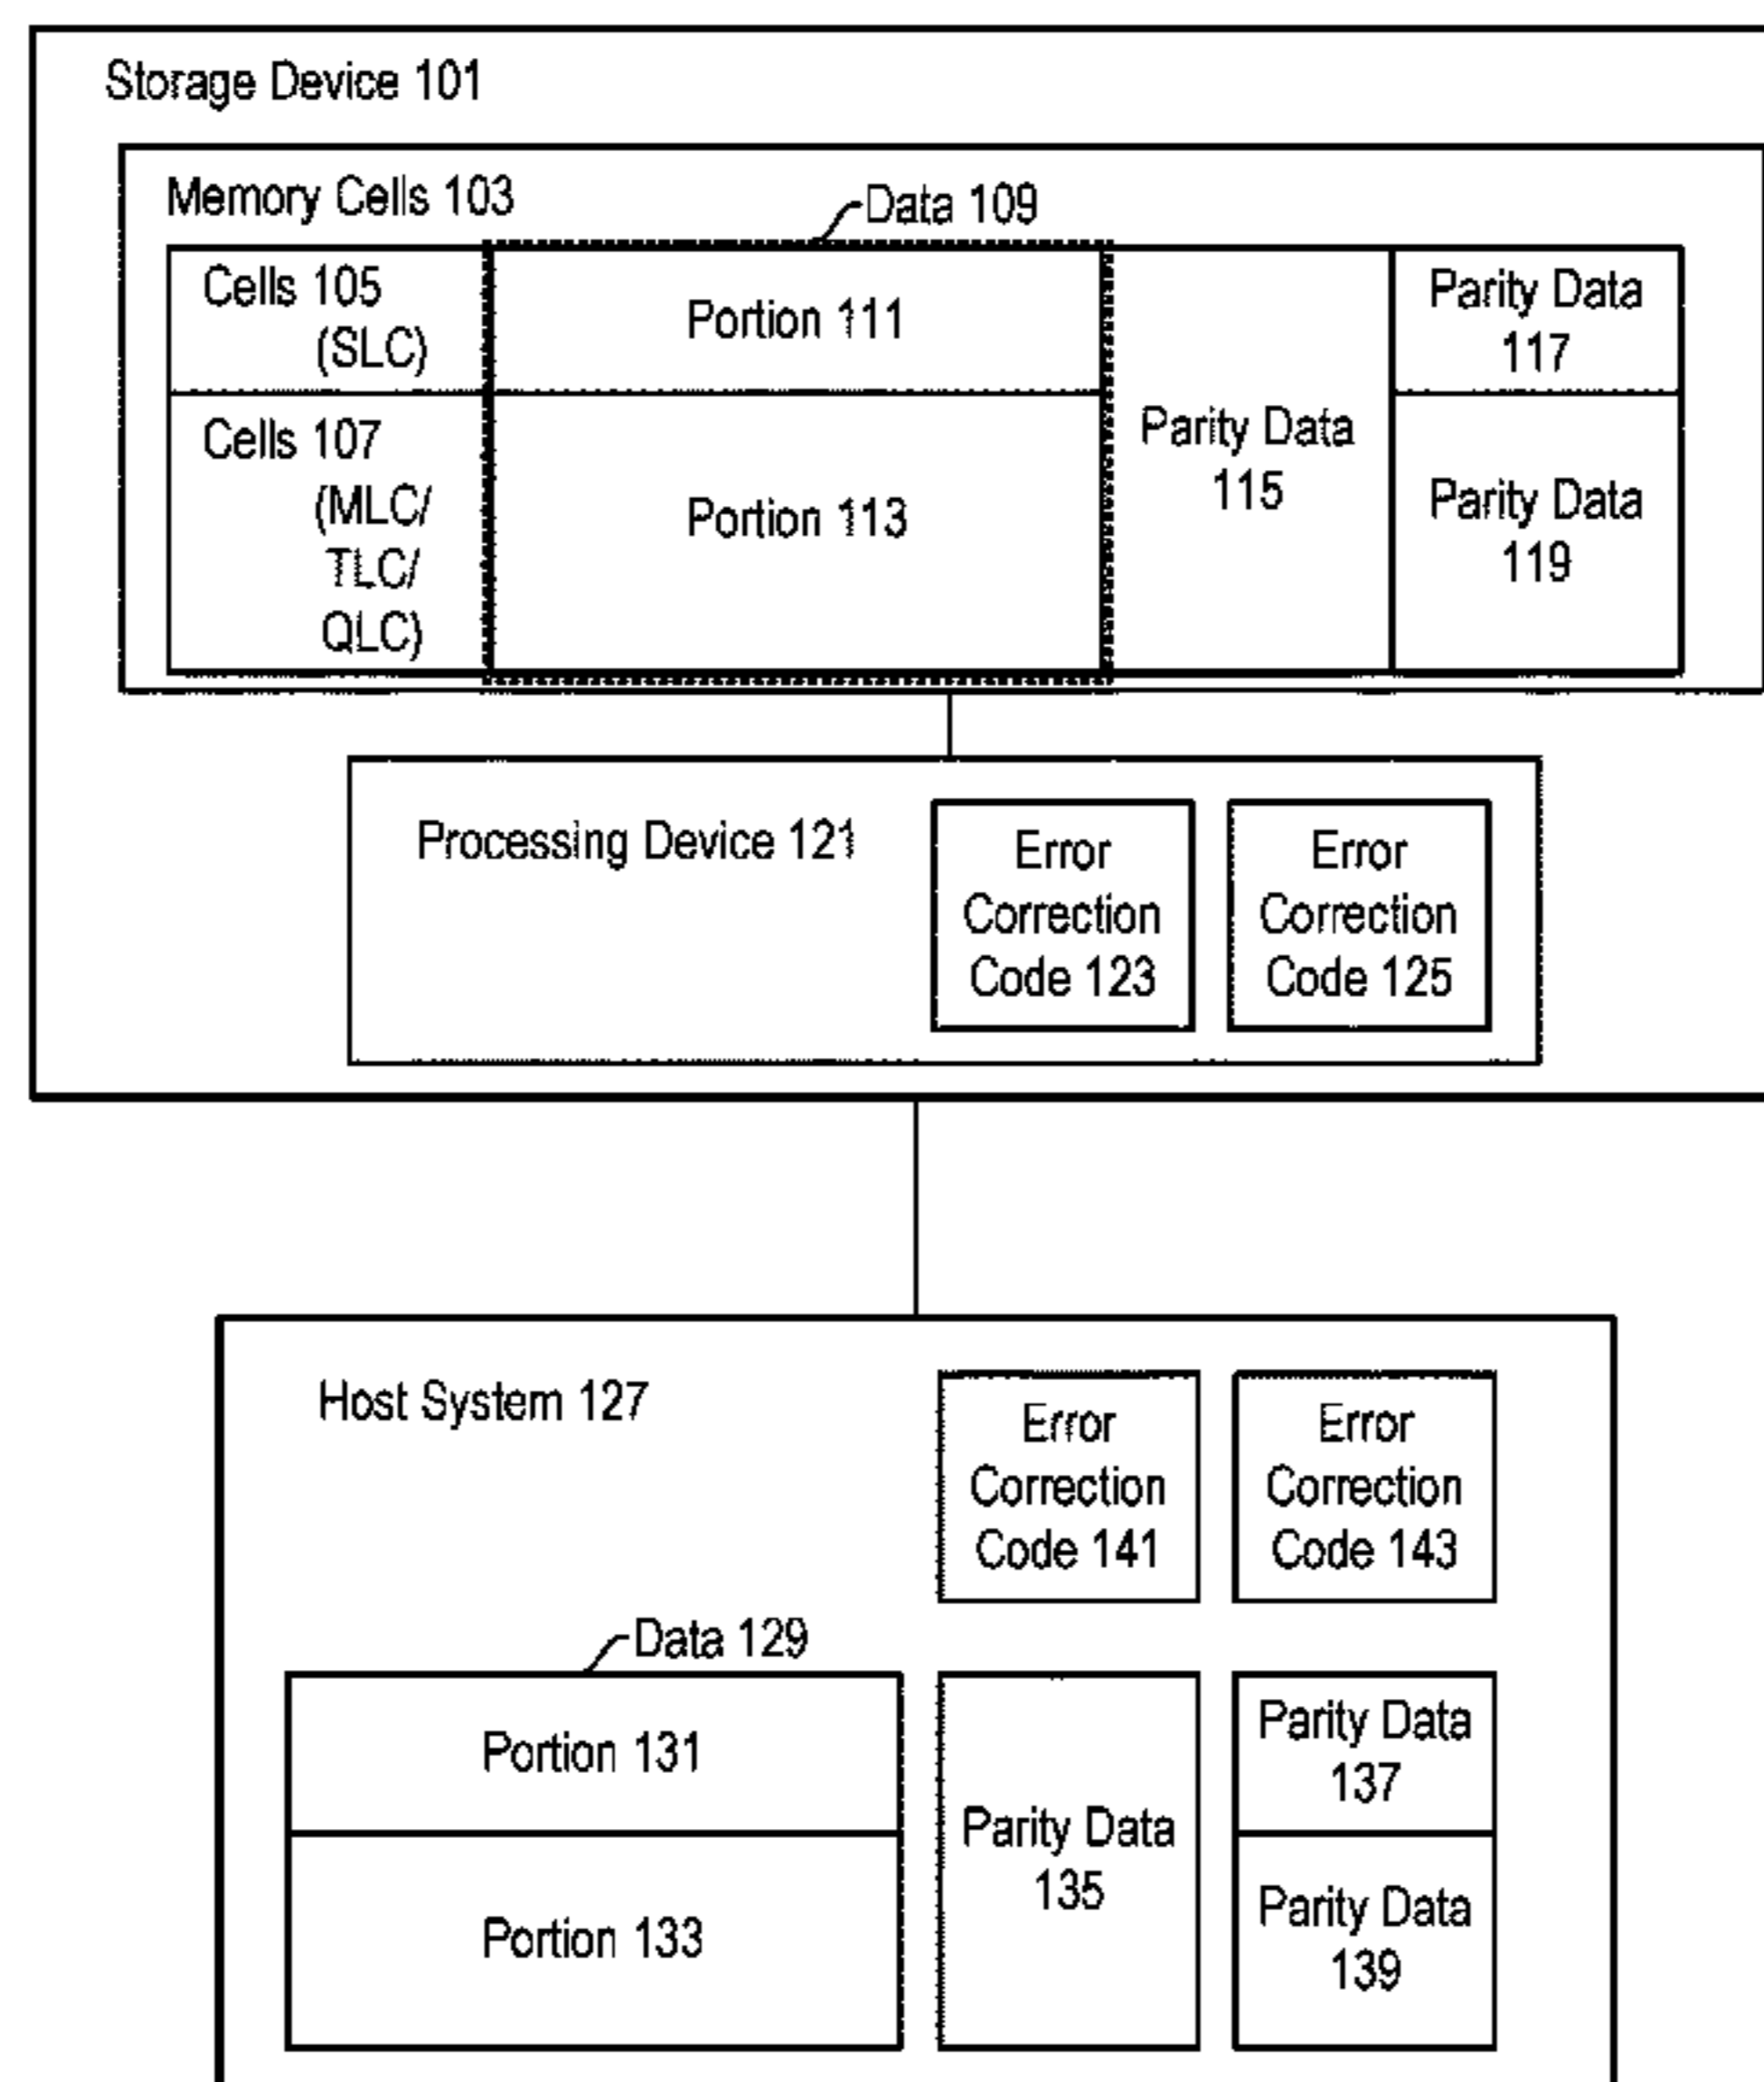 Storage Device 101
Memory Cells 103
Data 109
Cells 105
(SLC)
Portion 111
Parity Data
117
Cells 107
(MLC/
TLC/
QLC)
Portion 113
Parity Data
115
Parity Data
119
Processing Device 121
Error
Correction
Code 123
Error
Correction
Code 125
Host System 127
Error
Correction
Code 141
Error
Correction
Code 143
Data 129
Portion 131
Portion 133
Parity Data
135
Parity Data
137
Parity Data
139